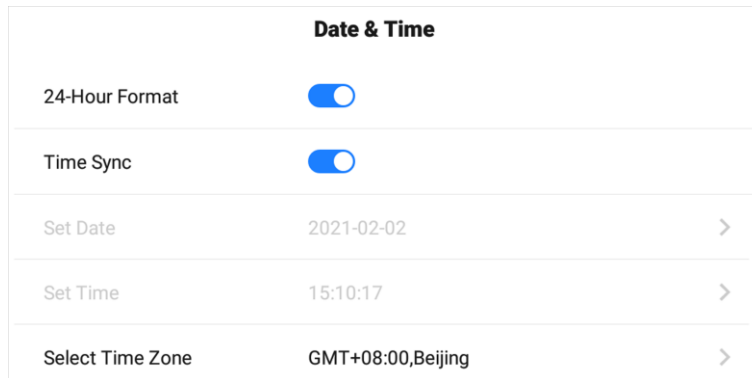 Date & Time
24-Hour Format
Time Sync
Set Date 2021-02-02
Set Time 15:10:17
Select Time Zone GMT+08:00,Beijing